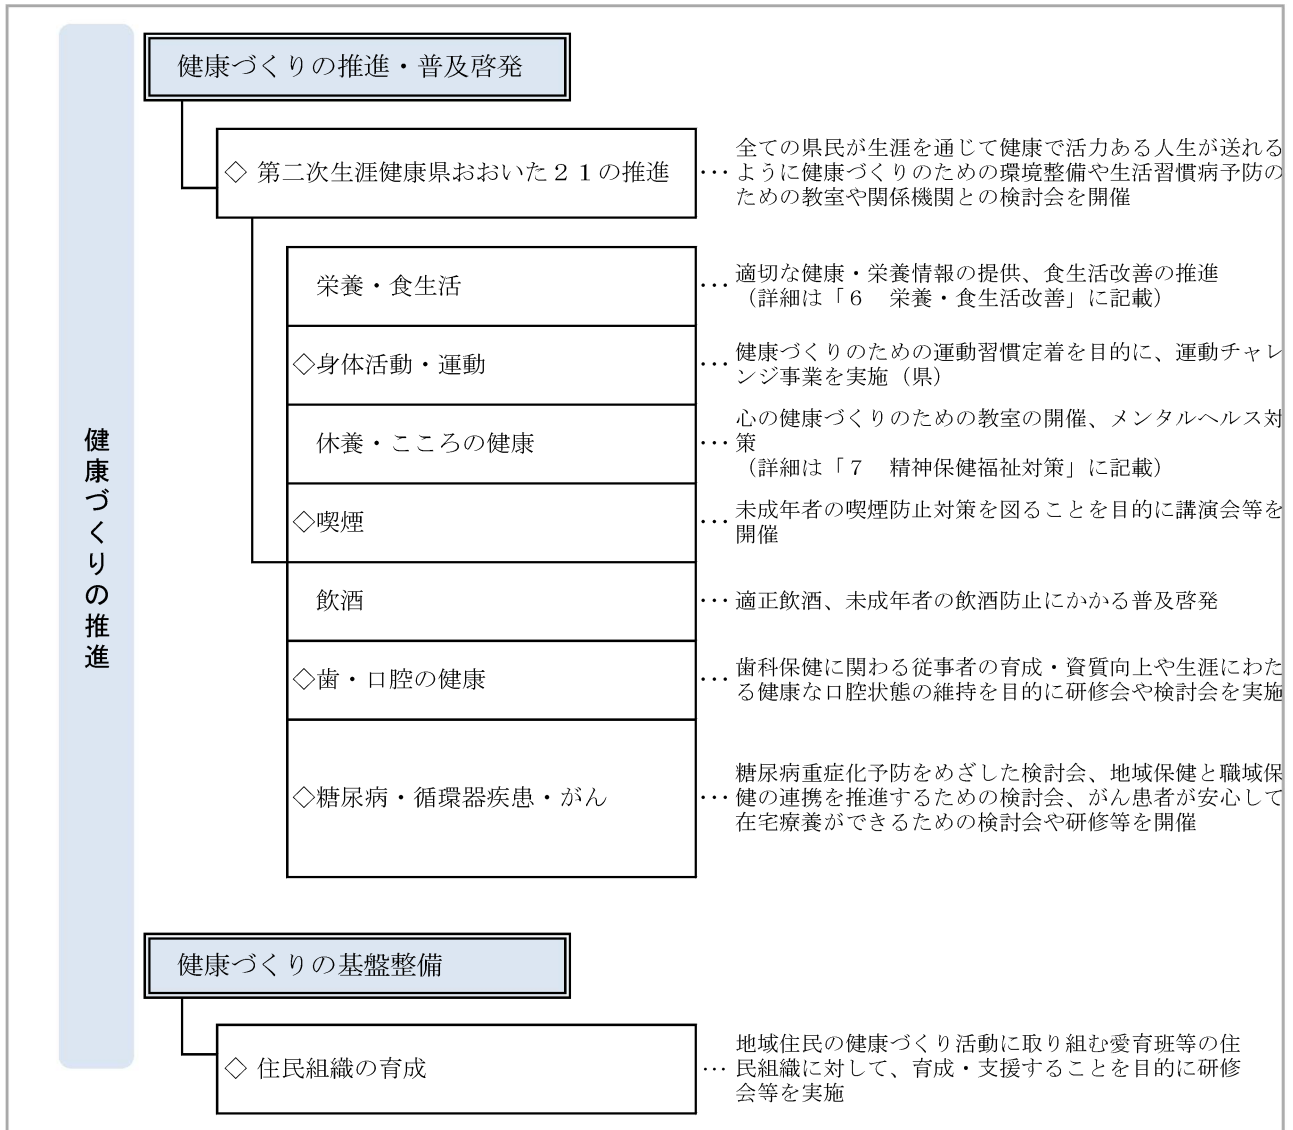 健康づくりの推進
健康づくりの推進・普及啓発
◇ 第二次生涯健康県おおいた２１の推進
… 全ての県民が生涯を通じて健康で活力ある人生が送れる
ように健康づくりのための環境整備や生活習慣病予防の
ための教室や関係機関との検討会を開催
栄養・食生活
… 適切な健康・栄養情報の提供、食生活改善の推進
（詳細は「６　栄養・食生活改善」に記載）
◇身体活動・運動
… 健康づくりのための運動習慣定着を目的に、運動チャレ
ンジ事業を実施（県）
休養・こころの健康
… 心の健康づくりのための教室の開催、メンタルヘルス対
策
（詳細は「７　精神保健福祉対策」に記載）
◇喫煙
… 未成年者の喫煙防止対策を図ることを目的に講演会等を
開催
飲酒
… 適正飲酒、未成年者の飲酒防止にかかる普及啓発
◇歯・口腔の健康
… 歯科保健に関わる従事者の育成・資質向上や生涯にわた
る健康な口腔状態の維持を目的に研修会や検討会を実施
◇糖尿病・循環器疾患・がん
… 糖尿病重症化予防をめざした検討会、地域保健と職域保
健の連携を推進するための検討会、がん患者が安心して
在宅療養ができるための検討会や研修等を開催
健康づくりの基盤整備
◇ 住民組織の育成
… 地域住民の健康づくり活動に取り組む愛育班等の住
民組織に対して、育成・支援することを目的に研修
会等を実施